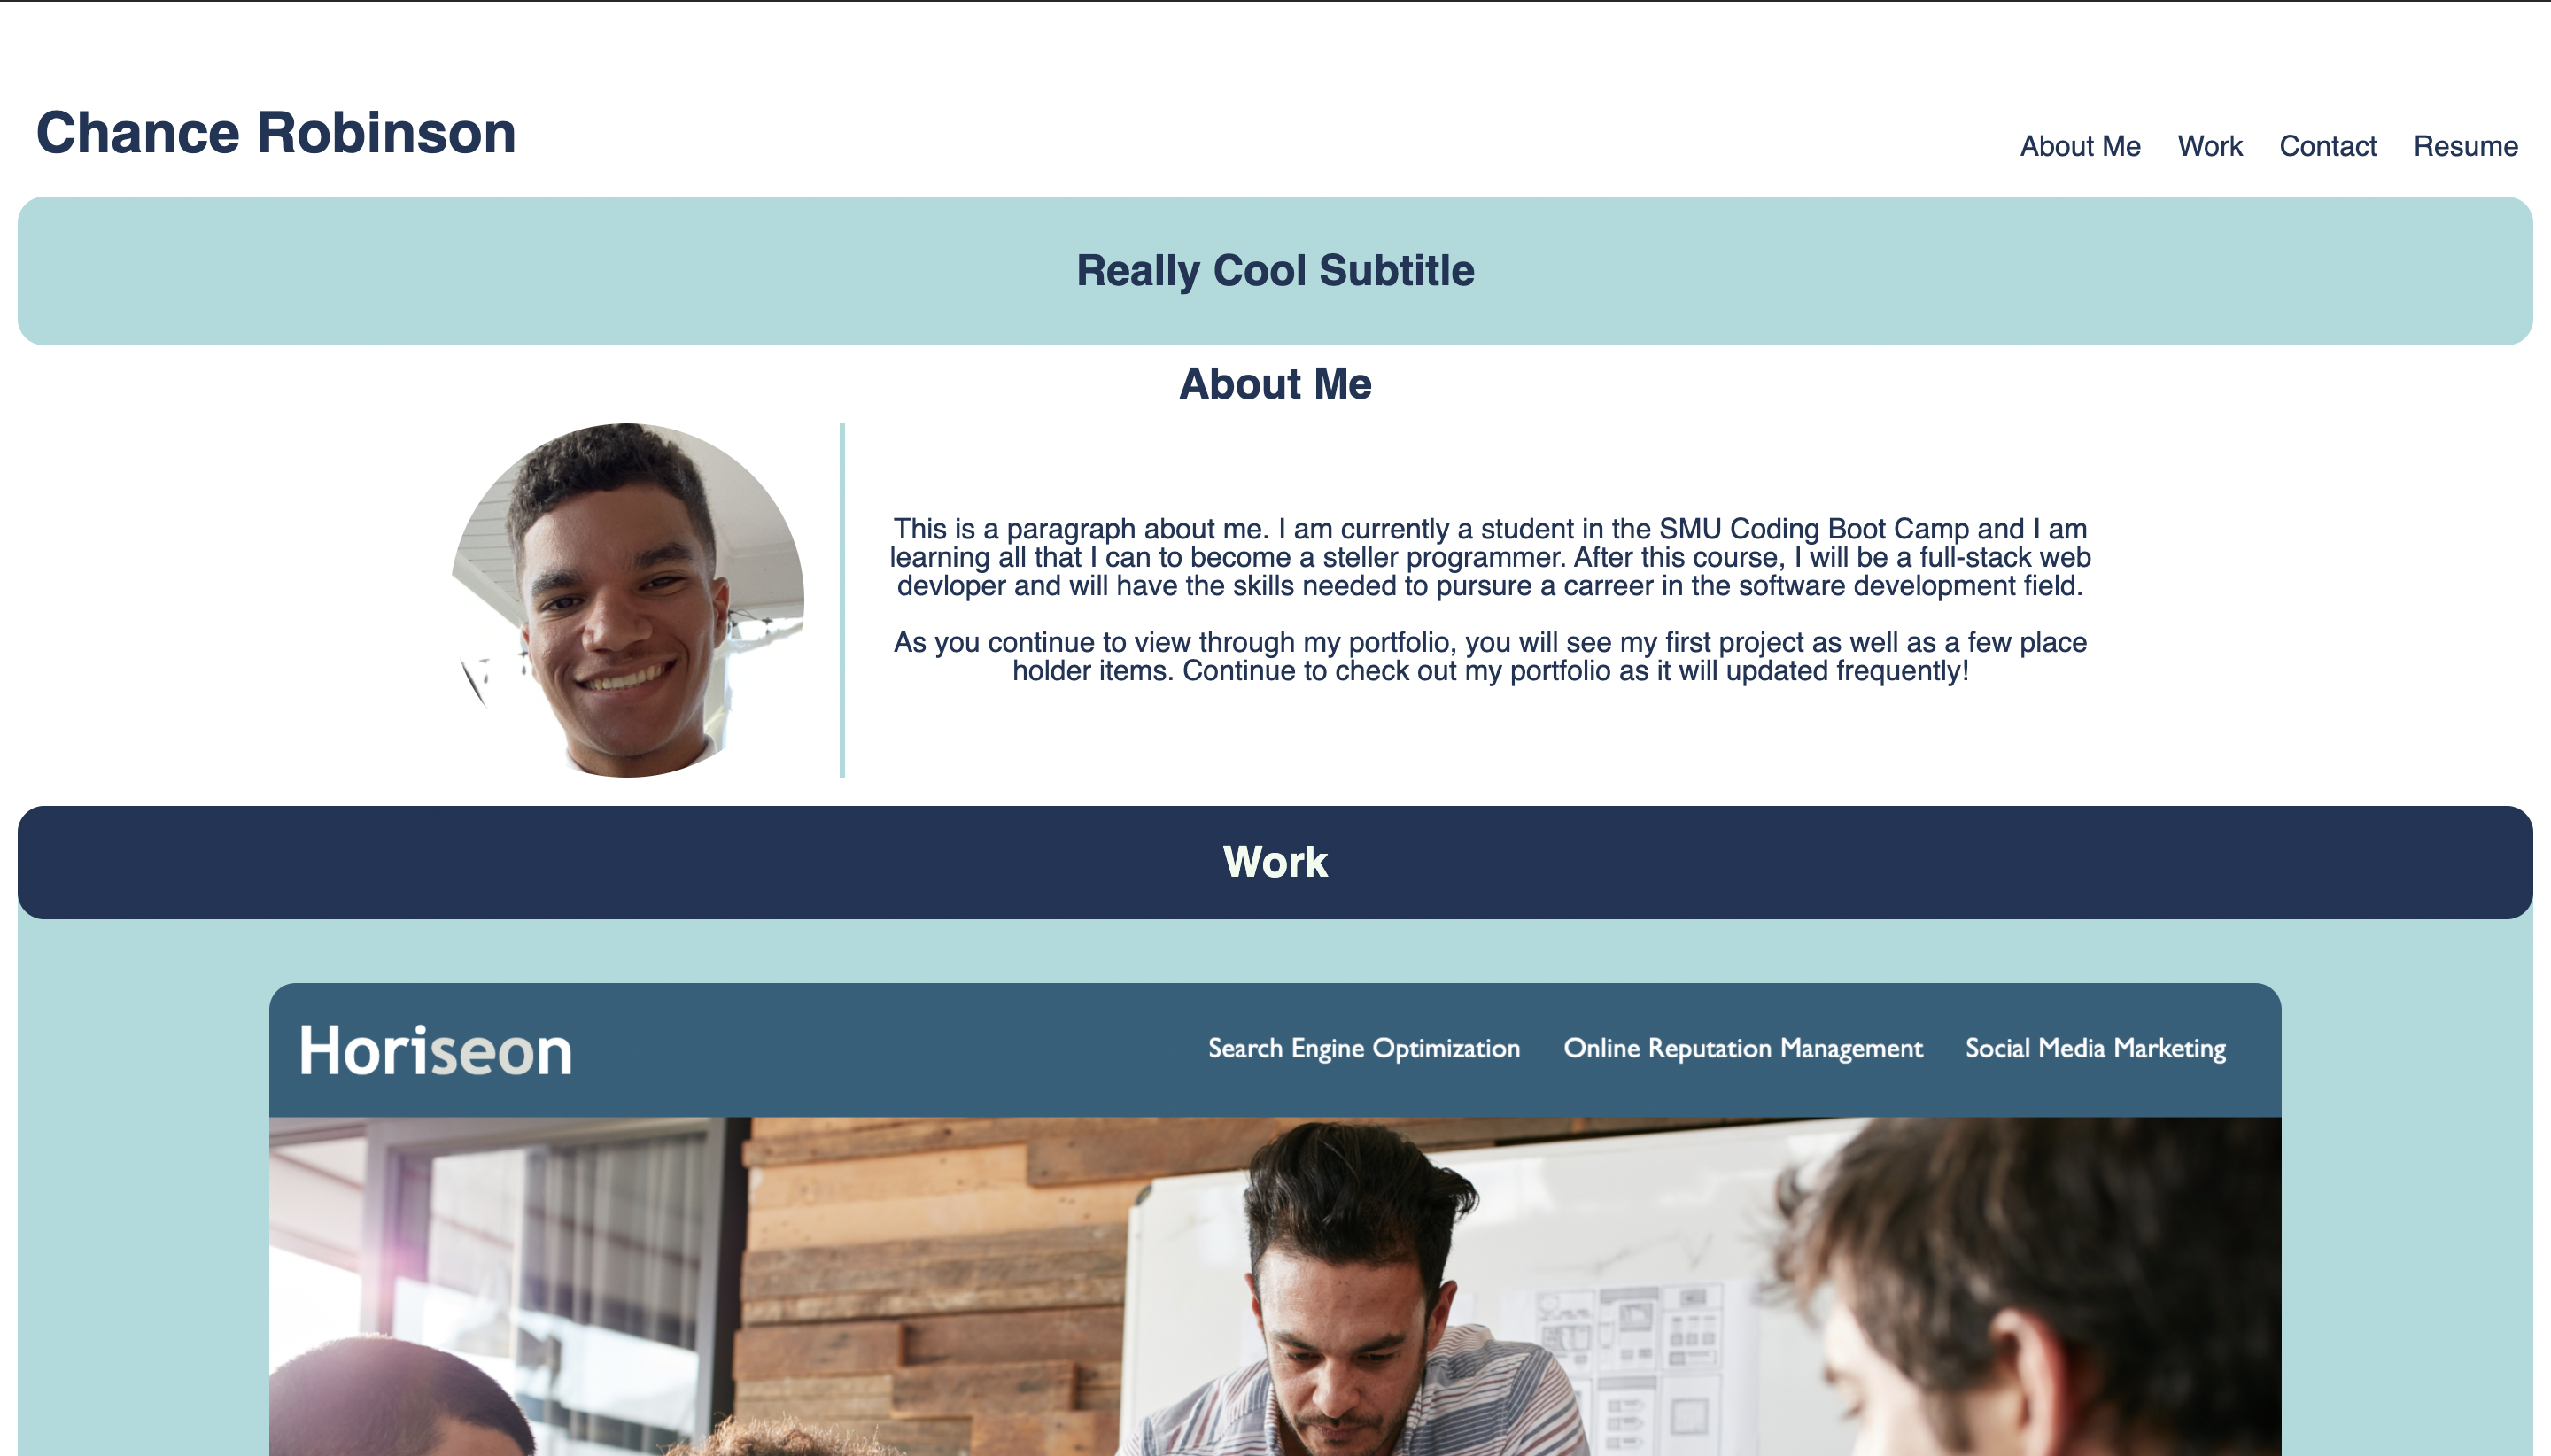 Chance Robinson
About Me Work Contact Resume
Really Cool Subtitle
About Me
This is a paragraph about me. I am currently a student in the SMU Coding Boot Camp and I am
learning all that I can to become a steller programmer. After this course, I will be a full-stack web
devloper and will have the skills needed to pursure a carreer in the software development field.
As you continue to view through my portfolio, you will see my first project as well as a few place
holder items. Continue to check out my portfolio as it will updated frequently!
Work
Horiseon
Search Engine Optimization Online Reputation Management Social Media Marketing